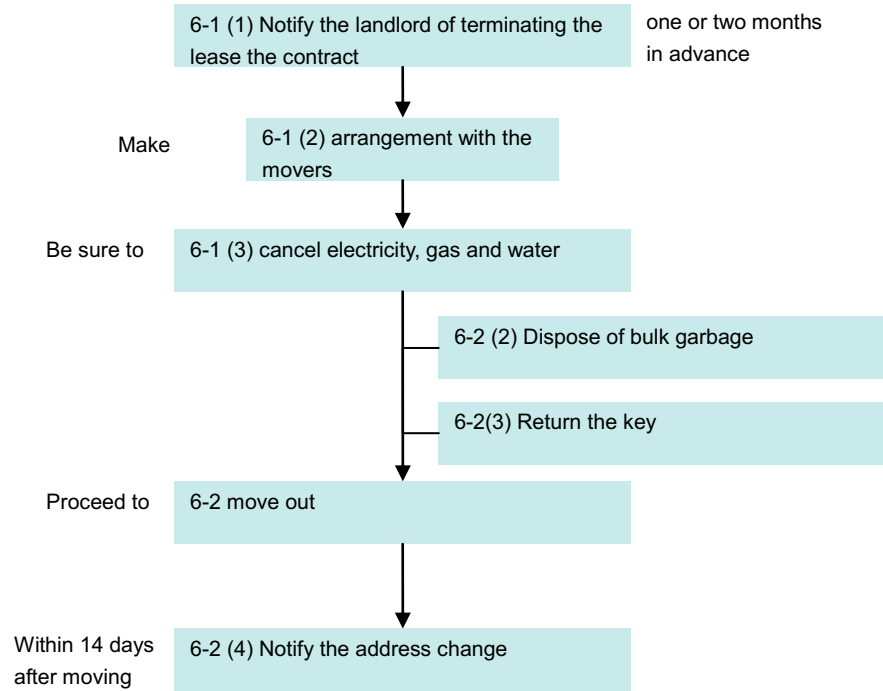 6-1 (1) Notify the landlord of terminating the
lease the contract
one or two months
in advance
Make
6-1 (2) arrangement with the
movers
Be sure to
6-1 (3) cancel electricity, gas and water
6-2 (2) Dispose of bulk garbage
6-2(3) Return the key
Proceed to
6-2 move out
Within 14 days
after moving
6-2 (4) Notify the address change